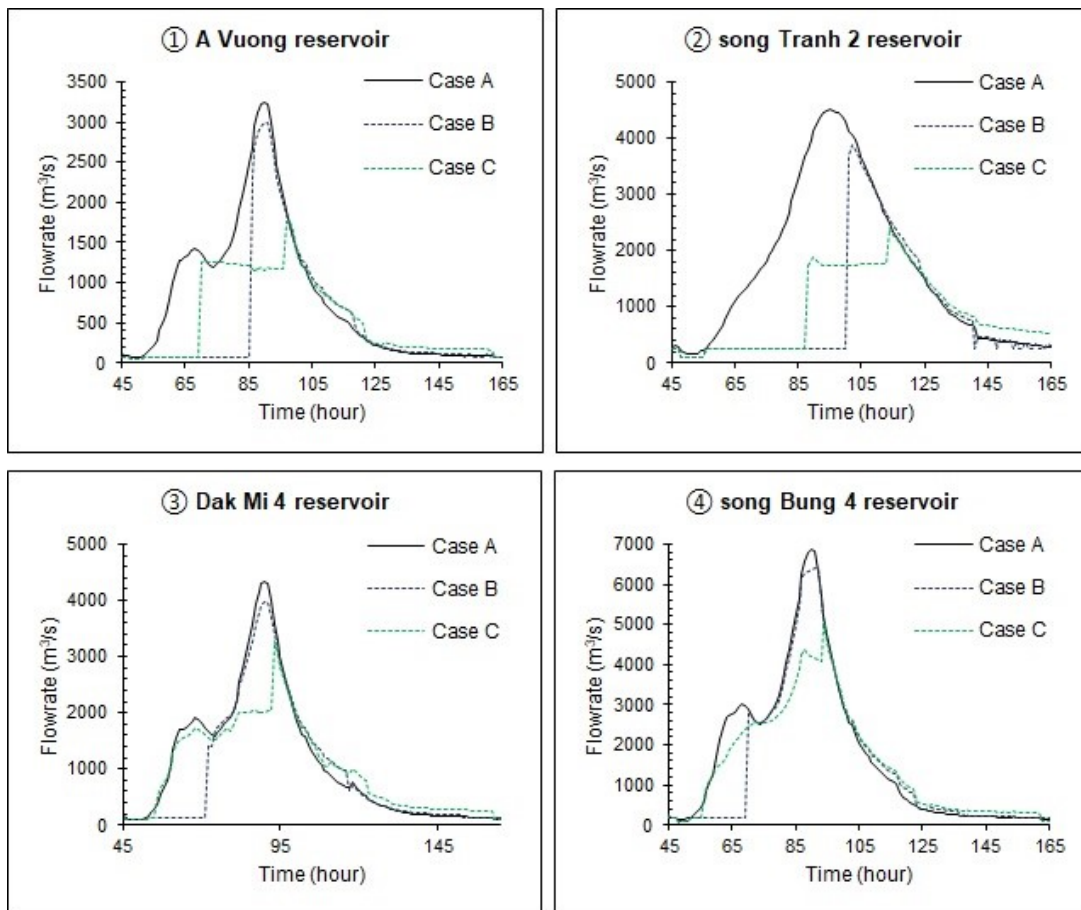 ① A Vuong reservoir
3500
3000
2500
2000
1500
1000
500
0
Flowrate (m³/s)
45 65 85 105 125 145 165
Time (hour)
Case A
Case B
Case C
② song Tranh 2 reservoir
5000
4000
3000
2000
1000
0
Flowrate (m³/s)
45 65 85 105 125 145 165
Time (hour)
Case A
Case B
Case C
③ Dak Mi 4 reservoir
5000
4000
3000
2000
1000
0
Flowrate (m³/s)
45 95 145
Time (hour)
Case A
Case B
Case C
④ song Bung 4 reservoir
7000
6000
5000
4000
3000
2000
1000
0
Flowrate (m³/s)
45 65 85 105 125 145 165
Time (hour)
Case A
Case B
Case C